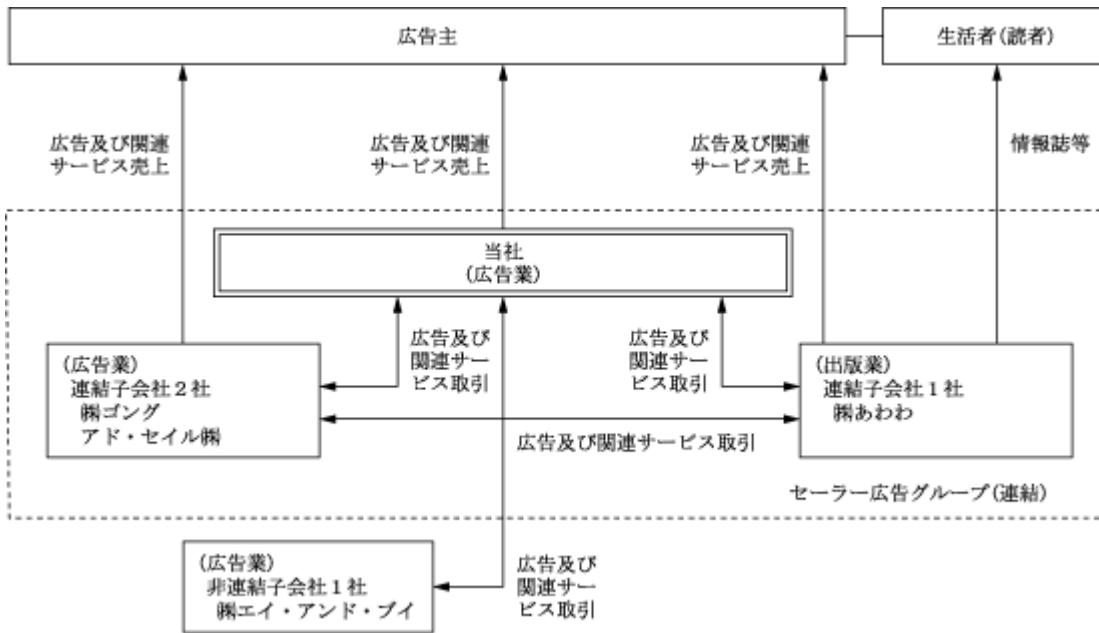 広告主
生活者(読者)
広告及び関連
サービス売上
広告及び関連
サービス売上
広告及び関連
サービス売上
情報誌等
当社
(広告業)
広告及び
関連サー
ビス取引
広告及び
関連サー
ビス取引
(広告業)
連結子会社2社
㈱ゴング
アド・セイル㈱
(出版業)
連結子会社1社
㈱あわわ
広告及び関連サービス取引
セーラー広告グループ(連結)
(広告業)
非連結子会社1社
㈱エイ・アンド・ブイ
広告及び
関連サー
ビス取引